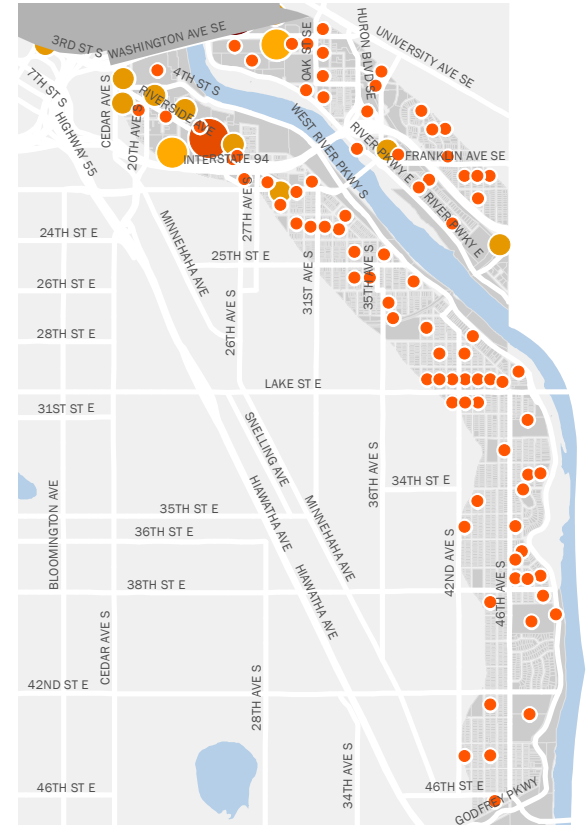 3RD ST S
WASHINGTON AVE SE
OAK ST SE
HURON BLVD SE
UNIVERSITY AVE SE
7TH ST S
HIGHWAY 55
CEDAR AVE S
20TH AVE S
4TH ST S
RIVERSIDE AVE
INTERSTATE 94
WEST RIVER PKWY S
RIVER PKWY E
FRANKLIN AVE SE
RIVER PWKY E
27TH AVE S
24TH ST E
MINNEHAHA AVE
25TH ST E
31ST AVE S
35TH AVE S
26TH ST E
26TH AVE S
28TH ST E
LAKE ST E
31ST ST E
SNELLING AVE
36TH AVE S
34TH ST E
BLOOMINGTON AVE
35TH ST E
HIAWATHA AVE
MINNEHAHA AVE
36TH ST E
42ND AVE S
46TH AVE S
38TH ST E
HIAWATHA AVE
CEDAR AVE S
42ND ST E
28TH AVE S
34TH AVE S
46TH ST E
46TH ST E
GODFREY PKWY